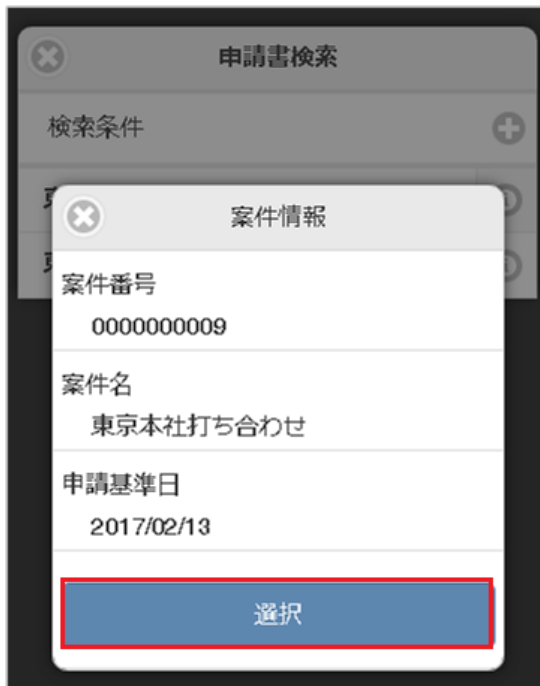 申請書検索
検索条件
案件情報
案件番号
0000000009
案件名
東京本社打ち合わせ
申請基準日
2017/02/13
選択